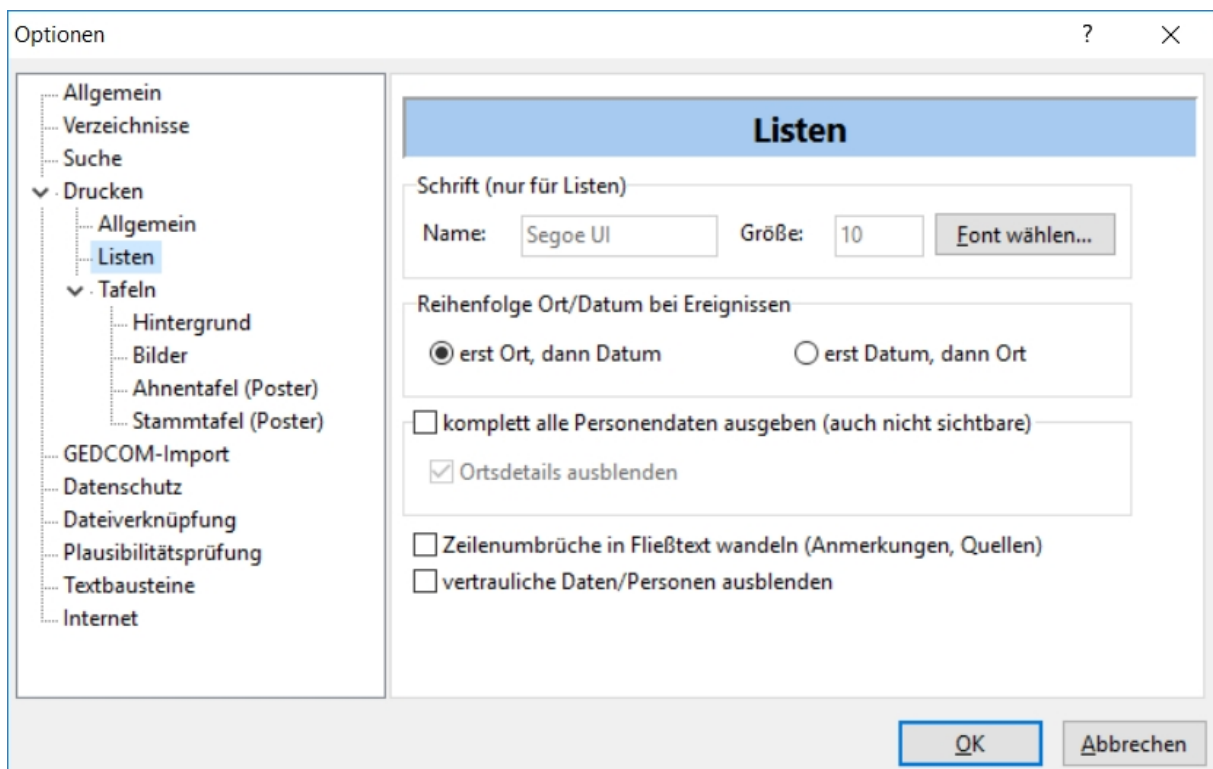 Optionen
?
Allgemein
Verzeichnisse
Suche
Drucken
Allgemein
Listen
Tafeln
Hintergrund
Bilder
Ahnentafel (Poster)
Stammtafel (Poster)
GEDCOM-Import
Datenschutz
Dateiverknüpfung
Plausibilitätsprüfung
Textbausteine
Internet
Listen
Schrift (nur für Listen)
Name: Segoe UI Größe: 10 Font wählen...
Reihenfolge Ort/Datum bei Ereignissen
erst Ort, dann Datum erst Datum, dann Ort
komplett alle Personendaten ausgeben (auch nicht sichtbare)
Ortsdetails ausblenden
Zeilenumbrüche in Fließtext wandeln (Anmerkungen, Quellen)
vertrauliche Daten/Personen ausblenden
OK Abbrechen